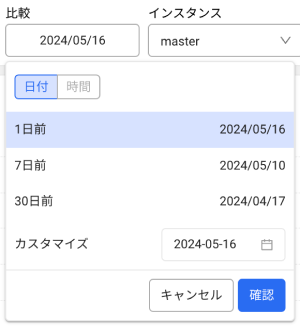 比較 インスタンス
2024/05/16 master
日付 時間
1日前 2024/05/16
7日前 2024/05/10
30日前 2024/04/17
カスタマイズ 2024-05-16
キャンセル 確認